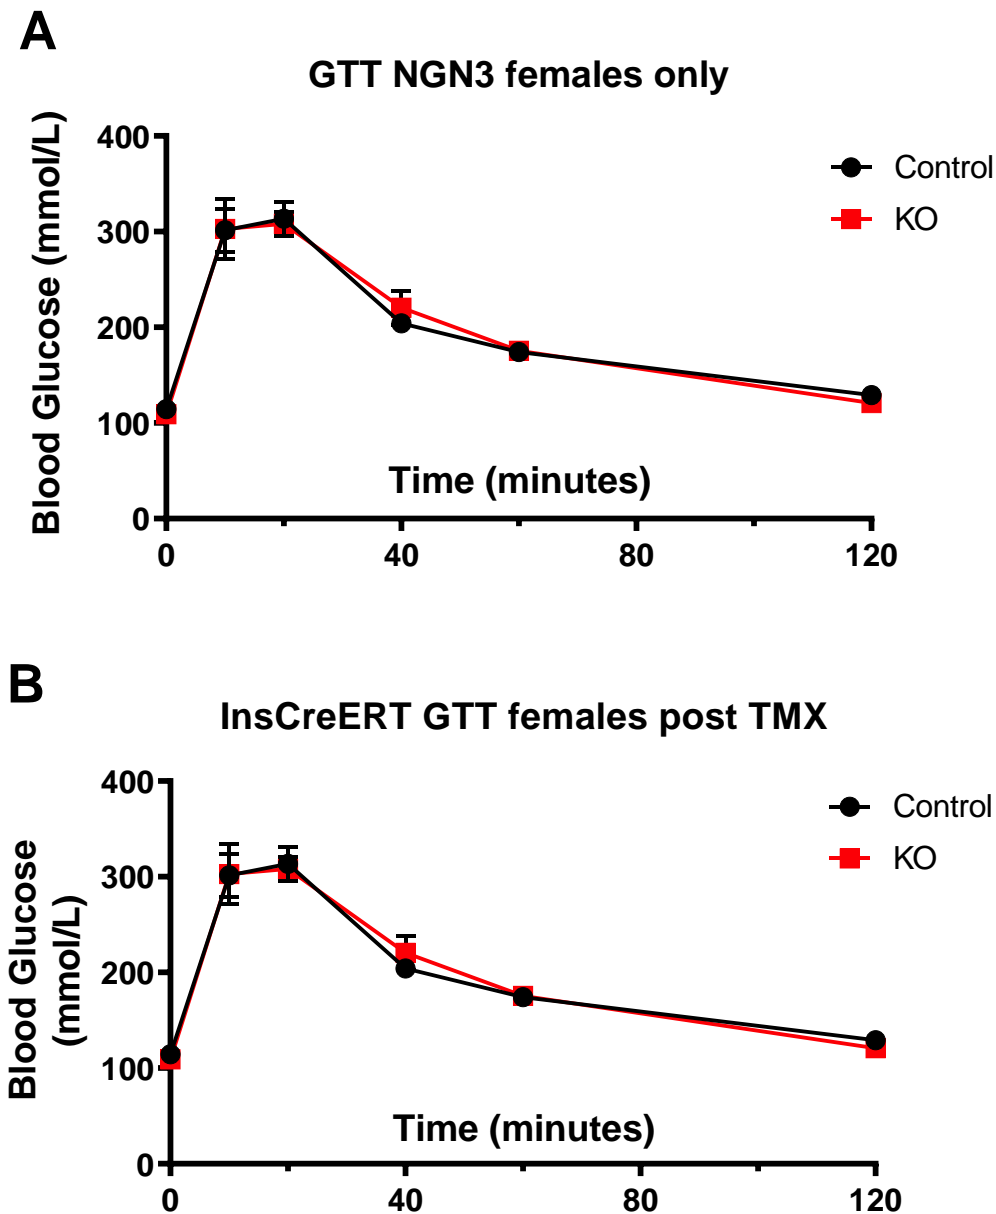 A
GTT NGN3 females only
Blood Glucose (mmol/L)
400
300
200
100
0
Control
KO
Time (minutes)
0 40 80 120
B
InsCreERT GTT females post TMX
Blood Glucose
(mmol/L)
400
300
200
100
0
Control
KO
Time (minutes)
0 40 80 120